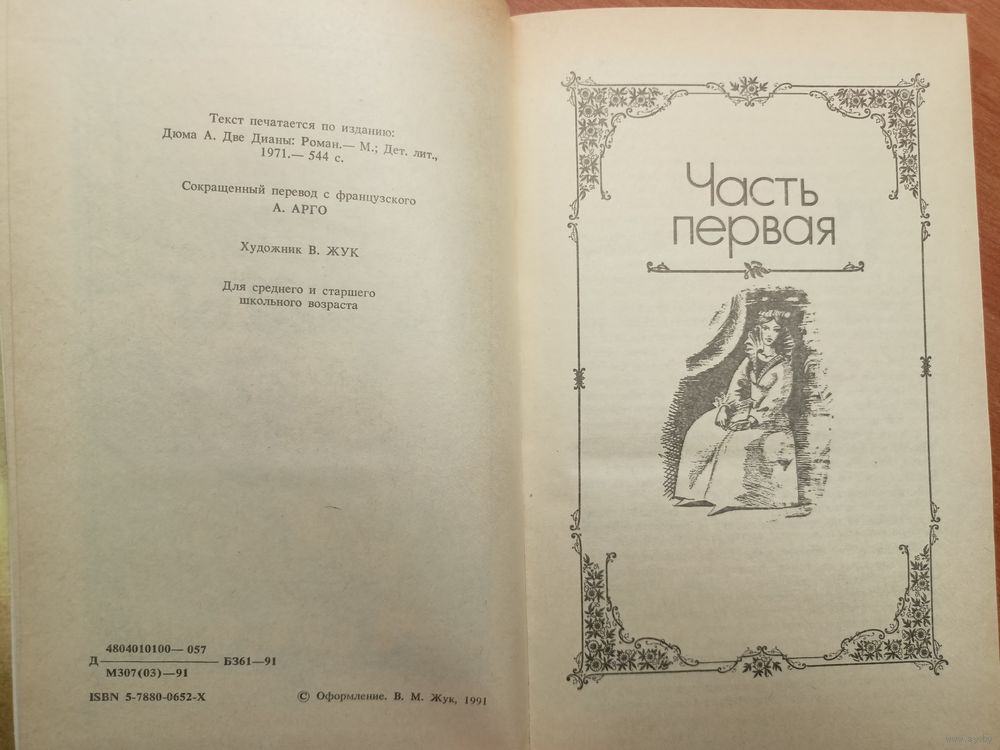 Текст печатается по изданию:
Дюма А. Две Дианы: Роман.— М.; Дет. лит.,
1971.— 544 с.
Сокращенный перевод с французского
А. АРГО
Художник В. ЖУК
Для среднего и старшего
школьного возраста
4804010100— 057
Д Б361—91
М307(03)—91
ISBN 5-7880-0652-X
© Оформление. В. М. Жук, 1991
Часть
первая